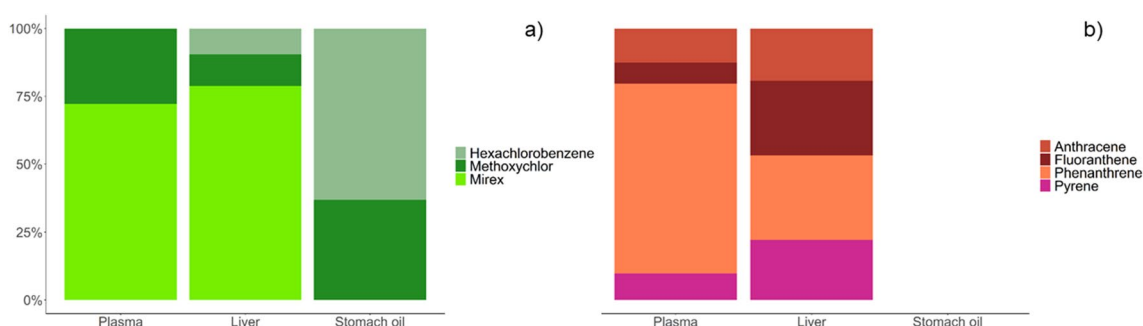 100%
75%
50%
25%
0%
Plasma
Liver
Stomach oil
a)
Hexachlorobenzene
Methoxychlor
Mirex
Plasma
Liver
Stomach oil
b)
Anthracene
Fluoranthene
Phenanthrene
Pyrene